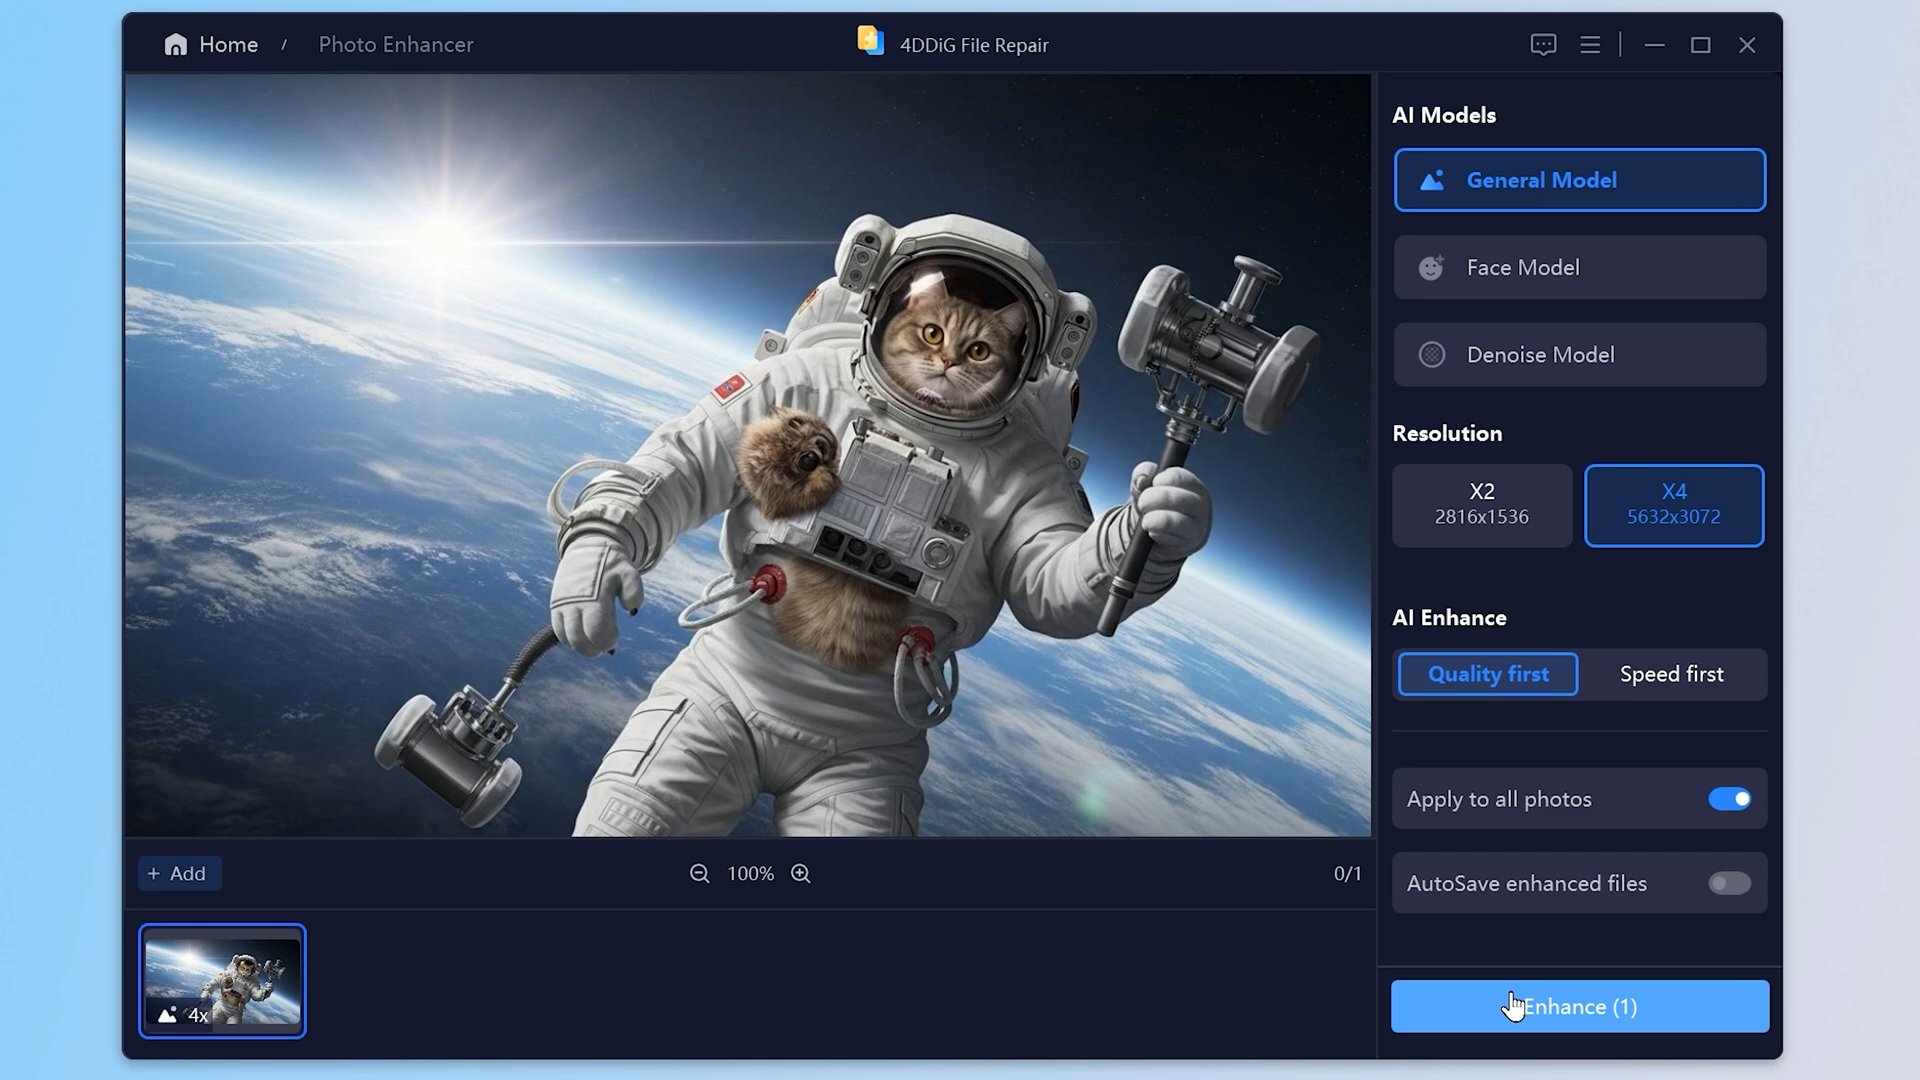 Home / Photo Enhancer
4DDiG File Repair
AI Models
General Model
Face Model
Denoise Model
Resolution
X2
2816x1536
X4
5632x3072
AI Enhance
Quality first
Speed first
Apply to all photos
AutoSave enhanced files
+ Add
100%
0/1
4x
Enhance (1)